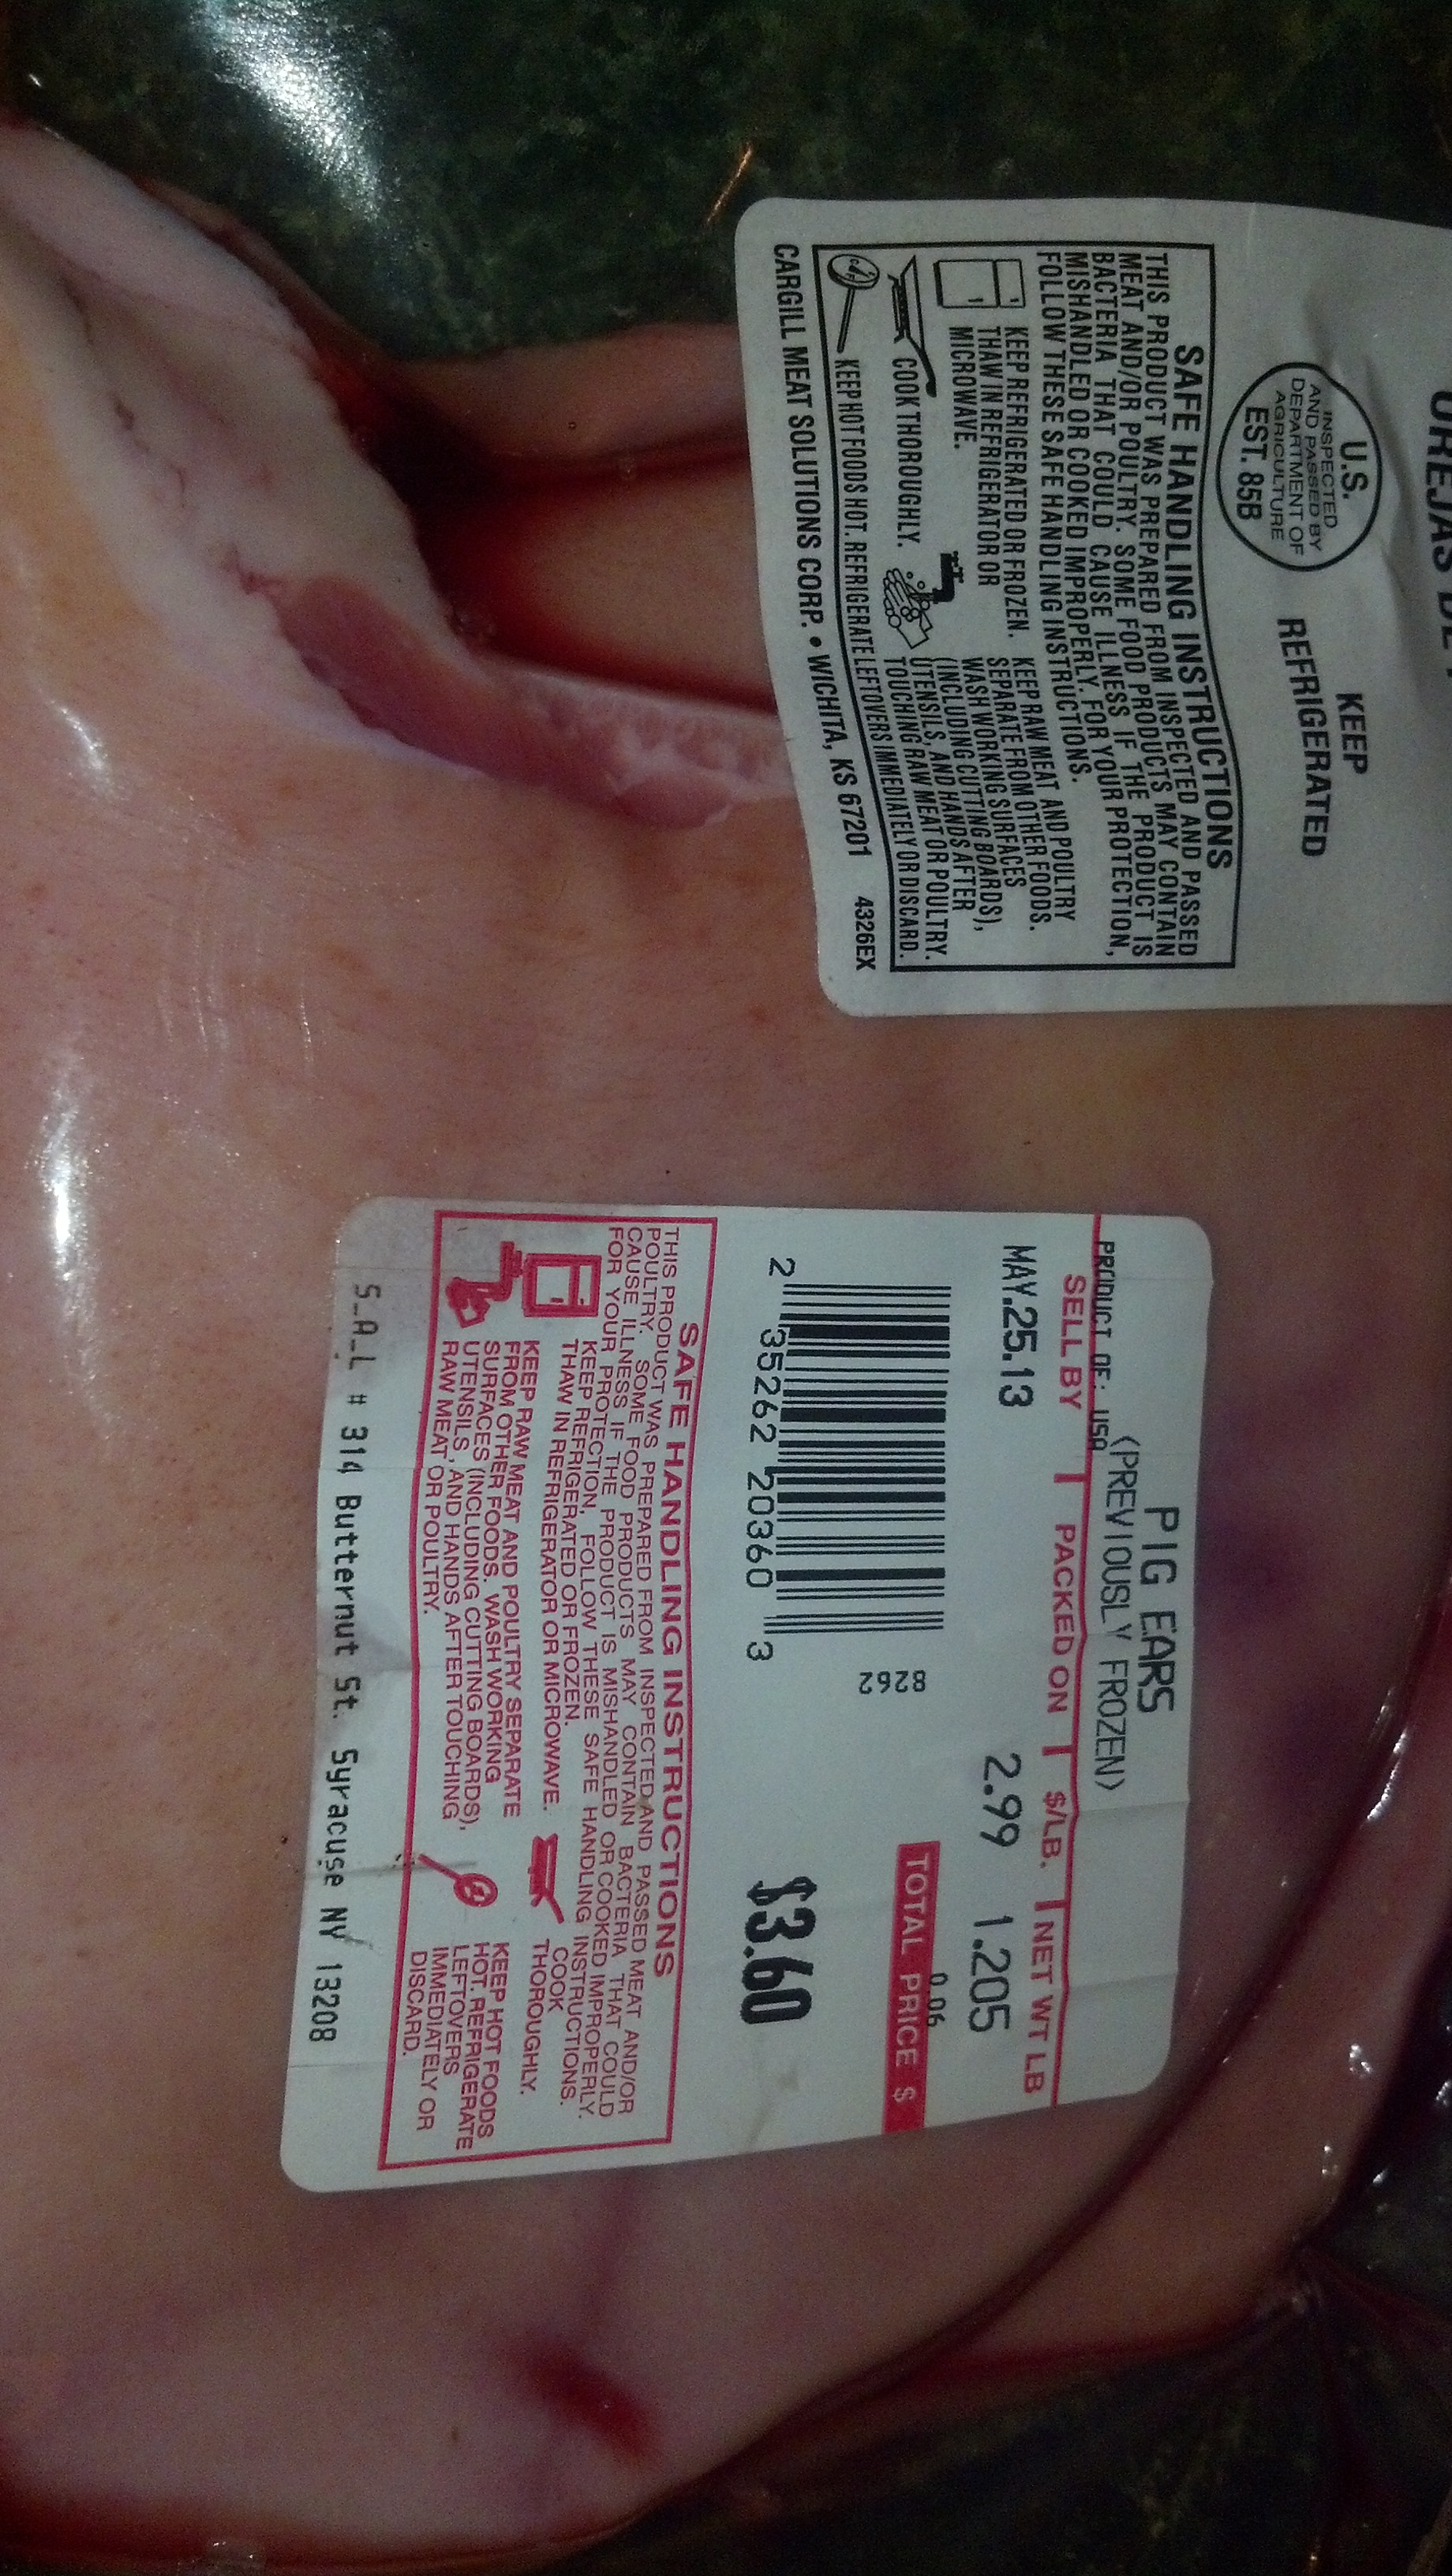 OREJAS DE
KEEP
REFRIGERATED
U.S.
INSPECTED
AND PASSED BY
DEPARTMENT OF
AGRICULTURE
EST. 85B
SAFE HANDLING INSTRUCTIONS
THIS PRODUCT WAS PREPARED FROM INSPECTED AND PASSED
MEAT AND/OR POULTRY. SOME FOOD PRODUCTS MAY CONTAIN
BACTERIA THAT COULD CAUSE ILLNESS IF THE PRODUCT IS
MISHANDLED OR COOKED IMPROPERLY. FOR YOUR PROTECTION,
FOLLOW THESE SAFE HANDLING INSTRUCTIONS.
KEEP REFRIGERATED OR FROZEN.
THAW IN REFRIGERATOR OR
MICROWAVE.
KEEP RAW MEAT AND POULTRY
SEPARATE FROM OTHER FOODS.
WASH WORKING SURFACES
(INCLUDING CUTTING BOARDS),
UTENSILS, AND HANDS AFTER
TOUCHING RAW MEAT OR POULTRY.
COOK THOROUGHLY.
KEEP HOT FOODS HOT. REFRIGERATE LEFTOVERS IMMEDIATELY OR DISCARD.
CARGILL MEAT SOLUTIONS CORP. • WICHITA, KS 67201 4326EX
PIG EARS
(PREVIOUSLY FROZEN)
PRODUCT OF: USA
SELL BY PACKED ON $/LB. NET WT LB
MAY.25.13 2.99 1.205
0.06
TOTAL PRICE $
8262
$3.60
2 35262 20360 3
SAFE HANDLING INSTRUCTIONS
THIS PRODUCT WAS PREPARED FROM INSPECTED AND PASSED MEAT AND/OR
POULTRY. SOME FOOD PRODUCTS MAY CONTAIN BACTERIA THAT COULD
CAUSE ILLNESS IF THE PRODUCT IS MISHANDLED OR COOKED IMPROPERLY.
FOR YOUR PROTECTION, FOLLOW THESE SAFE HANDLING INSTRUCTIONS.
KEEP REFRIGERATED OR FROZEN.
THAW IN REFRIGERATOR OR MICROWAVE.
COOK
THOROUGHLY.
KEEP RAW MEAT AND POULTRY SEPARATE
FROM OTHER FOODS. WASH WORKING
SURFACES (INCLUDING CUTTING BOARDS),
UTENSILS, AND HANDS AFTER TOUCHING
RAW MEAT OR POULTRY.
KEEP HOT FOODS
HOT. REFRIGERATE
LEFTOVERS
IMMEDIATELY OR
DISCARD.
S_A_L # 314 Butternut St. Syracuse NY 13208